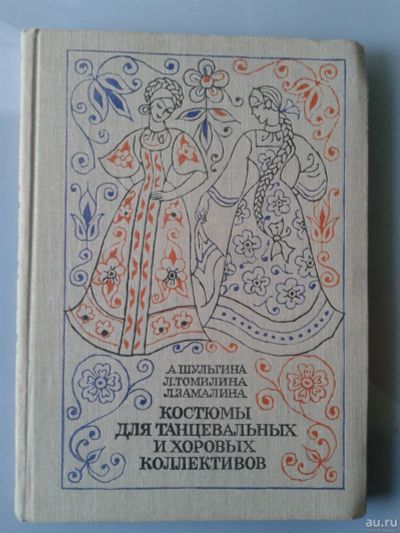 А.ШУЛЬГИНА
Л.ТОМИЛИНА
Л.ЗАМАЛИНА
КОСТЮМЫ
ДЛЯ ТАНЦЕВАЛЬНЫХ
И ХОРОВЫХ
КОЛЛЕКТИВОВ
au.ru